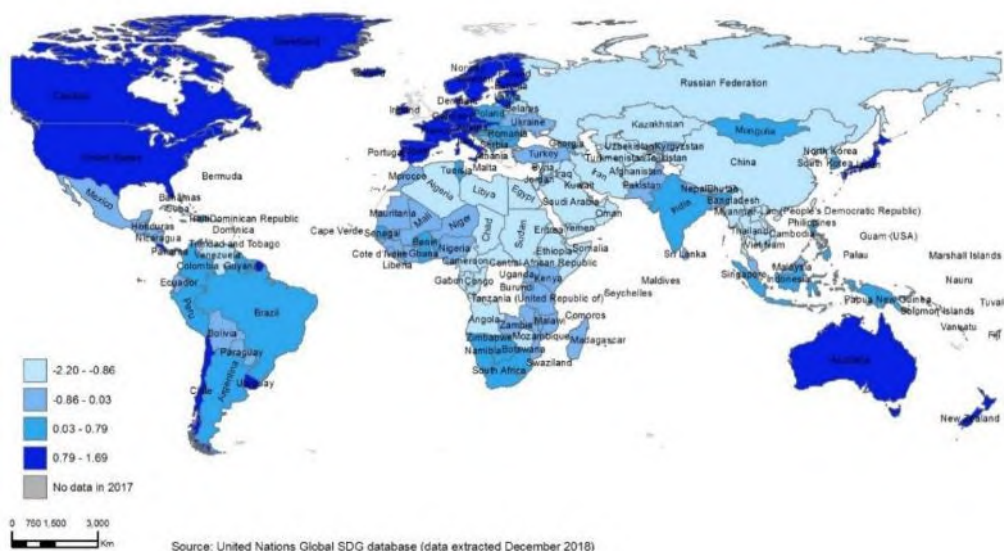 Greenland
Iceland
Canada
Norway
Finland
Russian Federation
Ireland
Denmark
Belarus
Poland
Ukraine
Kazakhstan
Mongolia
United States
France
Romania
Serbia
Georgia
Uzbekistan
Kyrgyzstan
North Korea
Portugal
Spain
Albania
Turkey
Turkmenistan
Tajikistan
China
South Korea
Japan
Bermuda
Malta
Tunisia
Syria
Iraq
Iran
Afghanistan
Morocco
Jordan
Kuwait
Pakistan
Nepal
Bhutan
Mexico
Bahamas
Cuba
Algeria
Libya
Egypt
Saudi Arabia
India
Bangladesh
Myanmar
Lao (People's Democratic Republic)
Haiti
Dominican Republic
Mauritania
Mali
Niger
Oman
Philippines
Honduras
Dominica
Cape Verde
Senegal
Chad
Sudan
Eritrea
Yemen
Thailand
Cambodia
Guam (USA)
Nicaragua
Trinidad and Tobago
Benin
Nigeria
Ethiopia
Somalia
Viet Nam
Panama
Venezuela
Cote d'Ivoire
Ghana
Cameroon
Central African Republic
Sri Lanka
Palau
Marshall Islands
Colombia
Guyana
Liberia
Uganda
Kenya
Maldives
Malaysia
Ecuador
Gabon
Congo
Burundi
Singapore
Indonesia
Nauru
Peru
Brazil
Tanzania (United Republic of)
Seychelles
Papua New Guinea
Solomon Islands
Tuval
Angola
Zambia
Malawi
Comoros
Vanuatu
Fiji
Bolivia
Zimbabwe
Mozambique
Madagascar
Paraguay
Namibia
Botswana
Swaziland
Australia
Chile
Argentina
Uruguay
South Africa
New Zealand
-2.20 - -0.86
-0.86 - 0.03
0.03 - 0.79
0.79 - 1.69
No data in 2017
0 750 1,500 3,000
Km
Source: United Nations Global SDG database (data extracted December 2018)